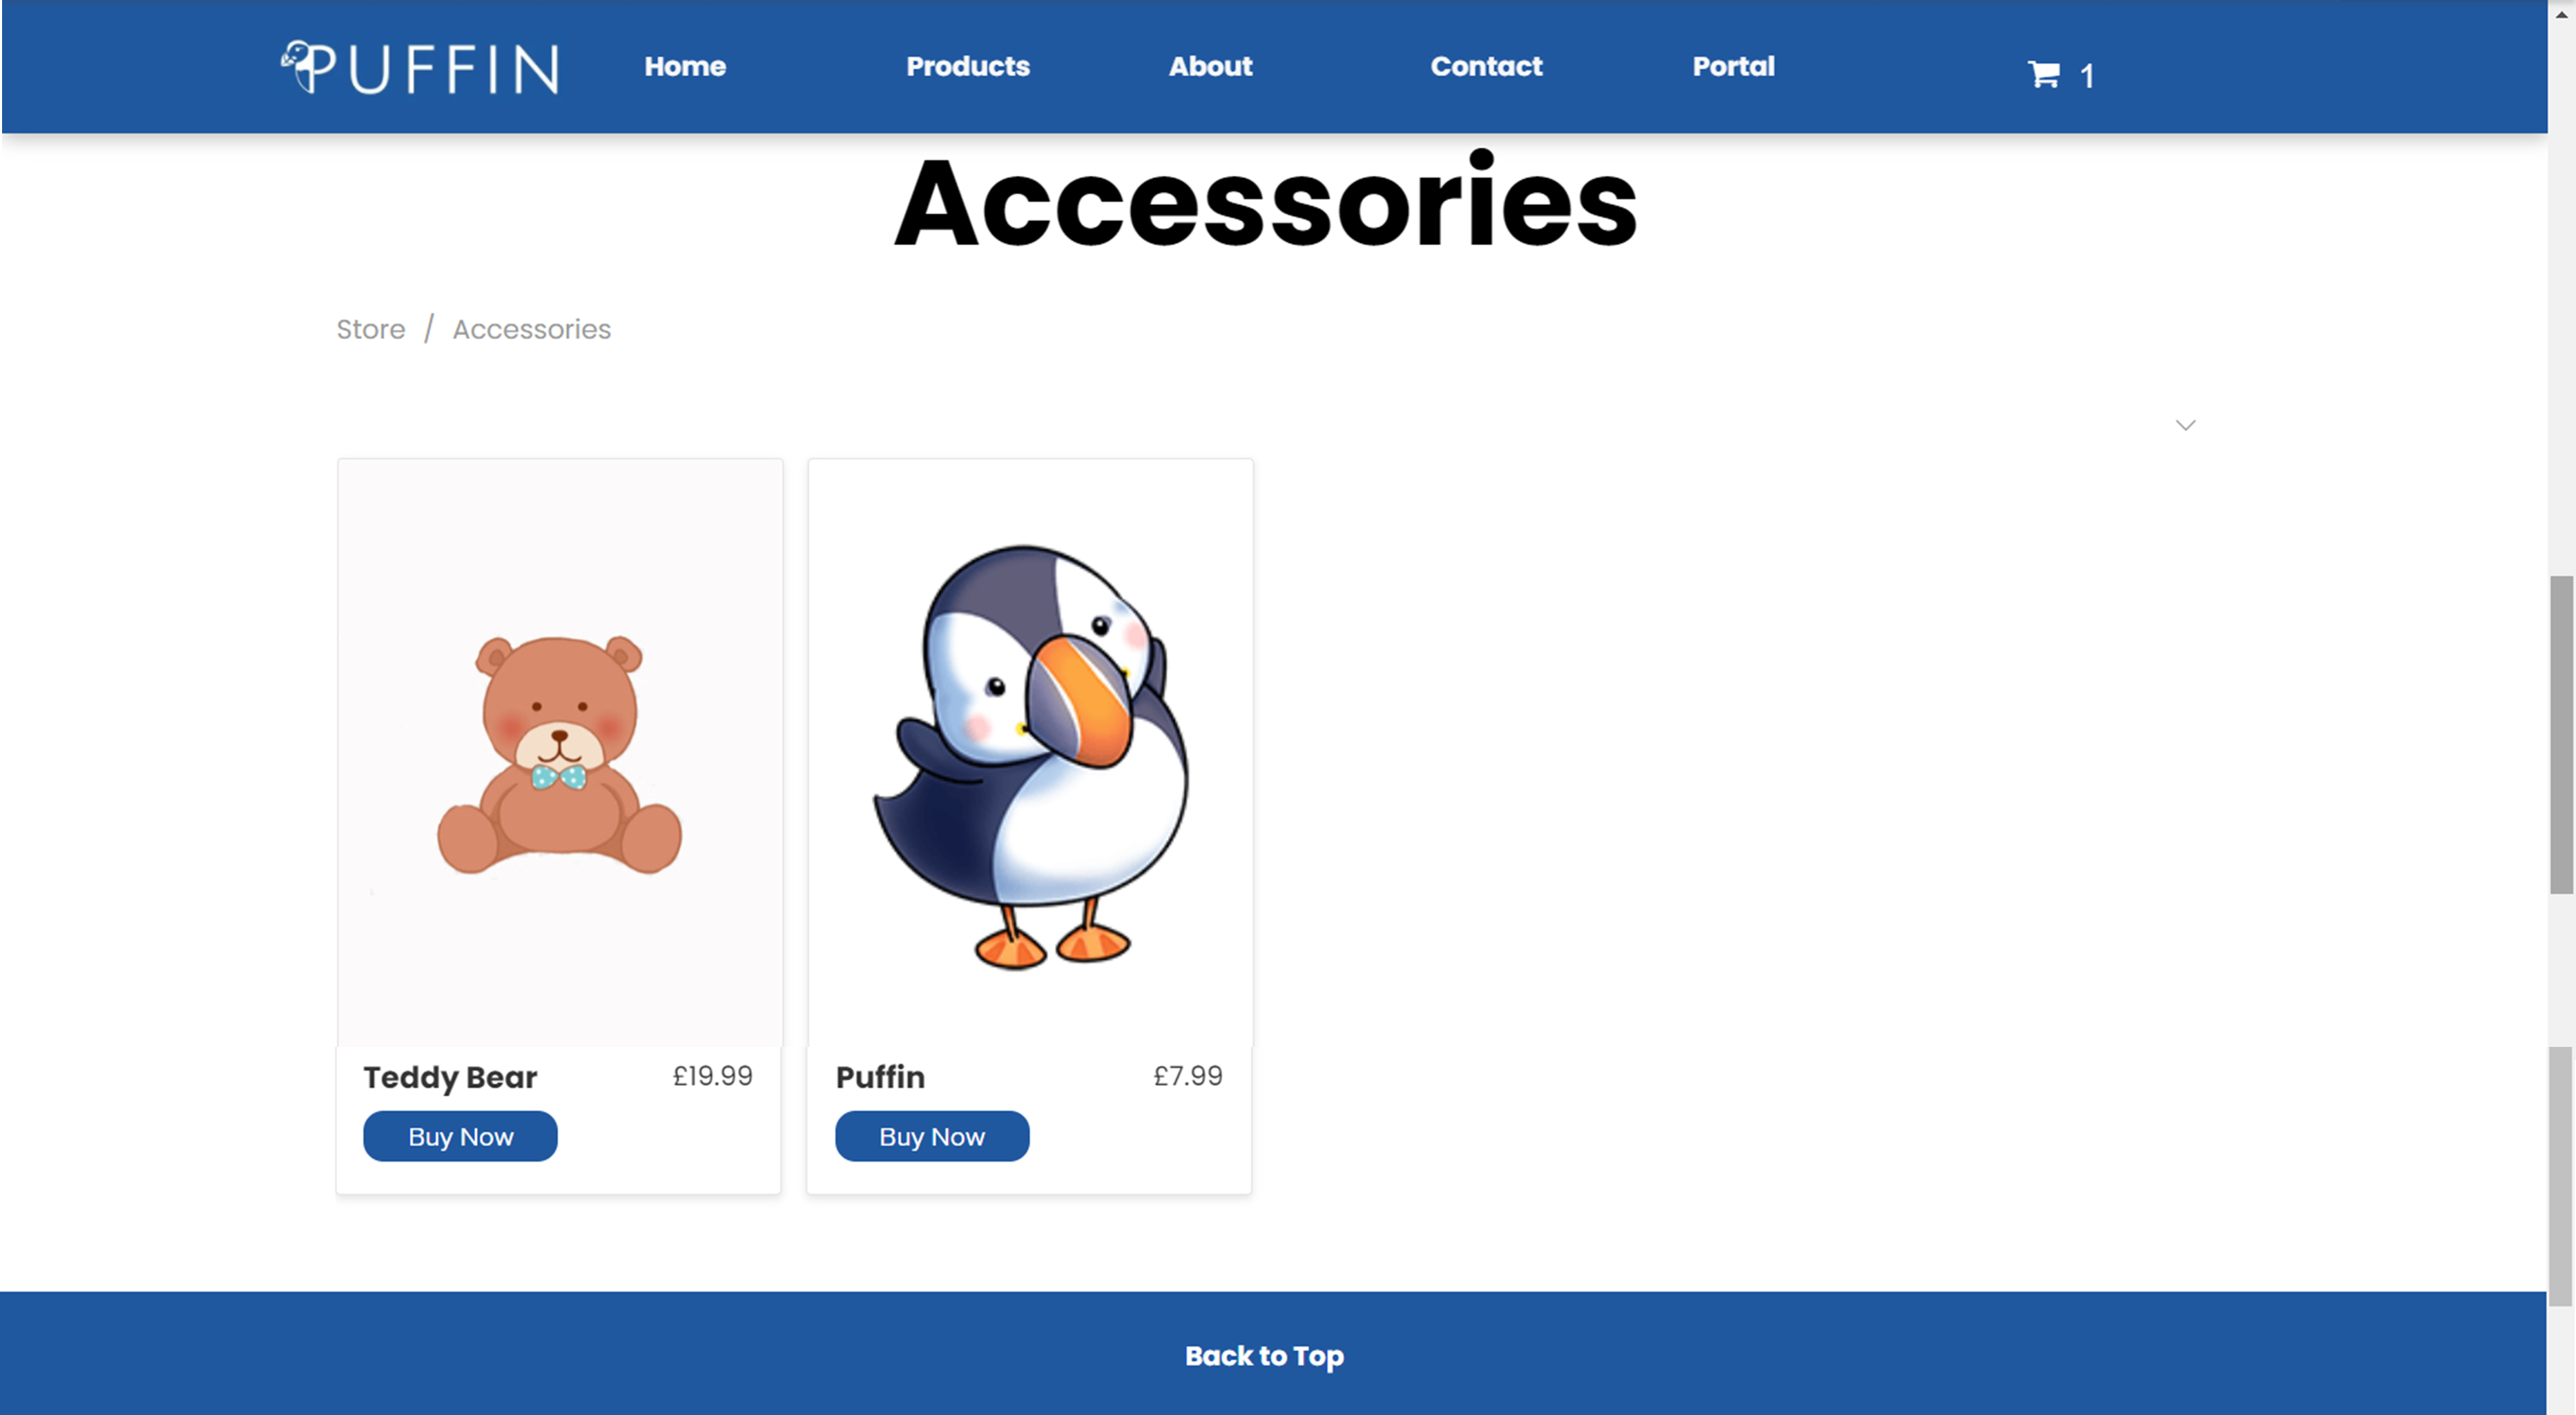 PUFFIN Home Products About Contact Portal 1
Accessories
Store / Accessories
Teddy Bear £19.99
Buy Now
Puffin £7.99
Buy Now
Back to Top